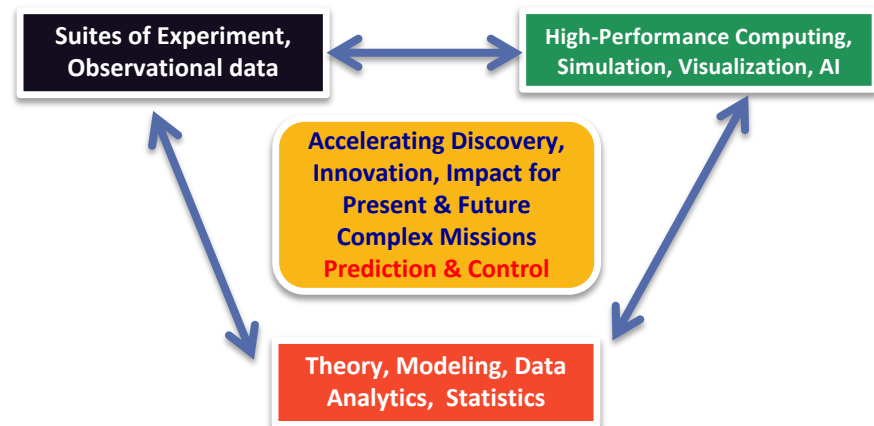 Suites of Experiment,
Observational data
High-Performance Computing,
Simulation, Visualization, AI
Accelerating Discovery,
Innovation, Impact for
Present & Future
Complex Missions
Prediction & Control
Theory, Modeling, Data
Analytics,  Statistics